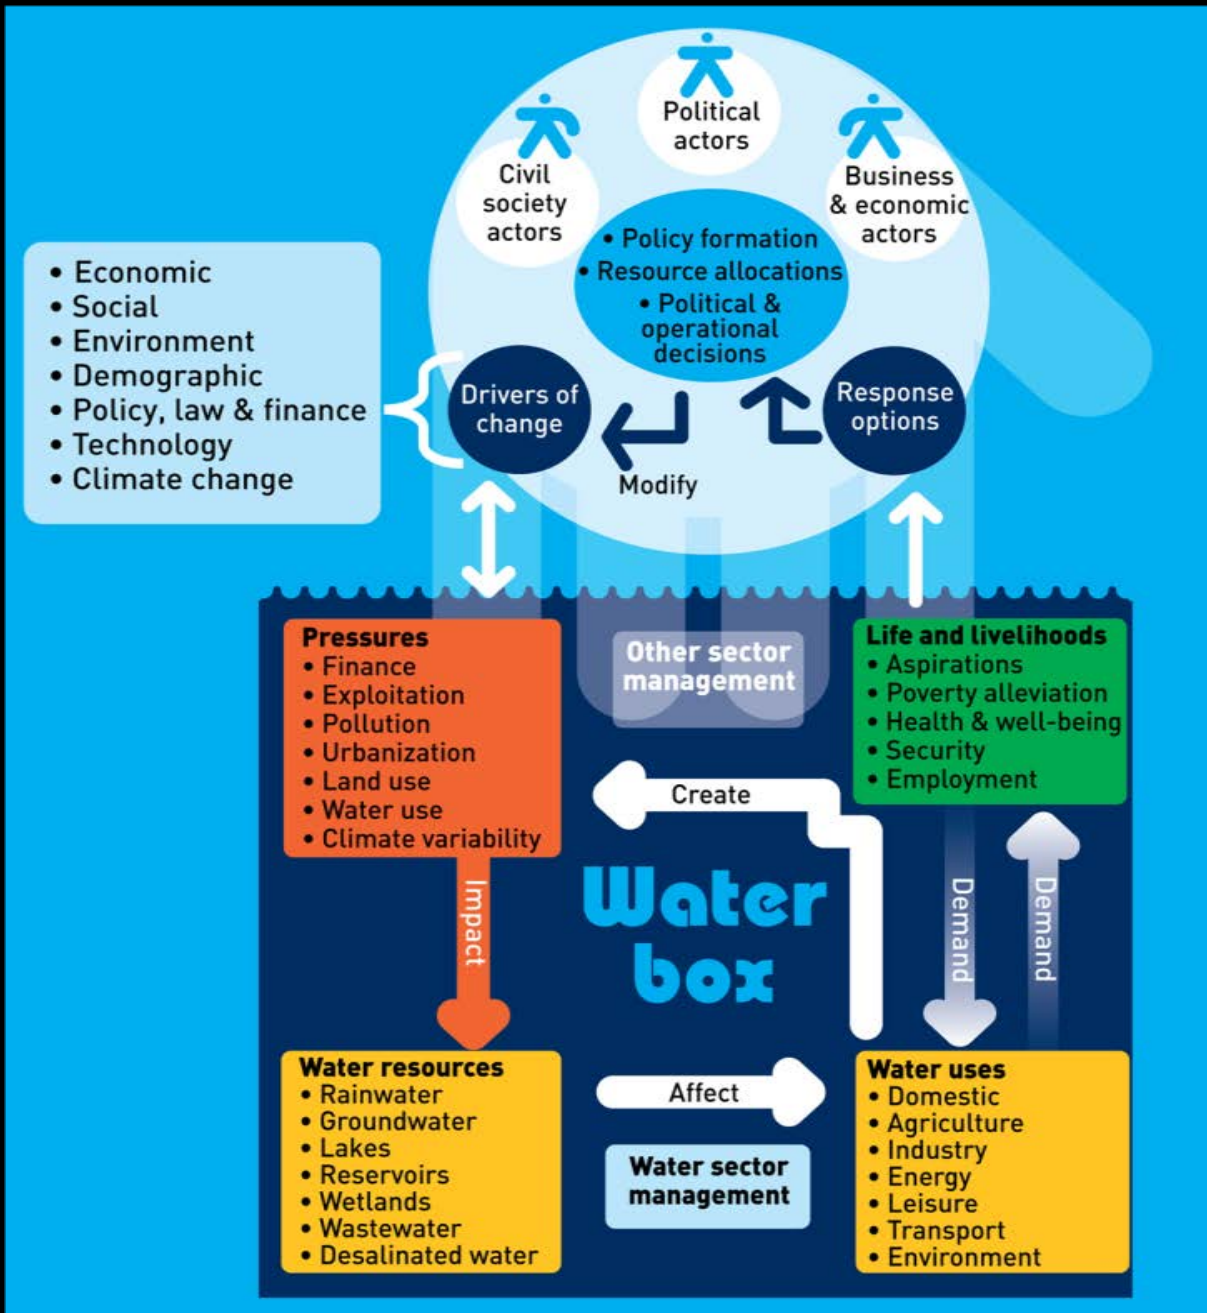 Political
actors
Civil
society
actors
Business
& economic
actors
• Policy formation
• Resource allocations
• Political &
operational
decisions
• Economic
• Social
• Environment
• Demographic
• Policy, law & finance
• Technology
• Climate change
Drivers of
change
Response
options
Modify
Pressures
• Finance
• Exploitation
• Pollution
• Urbanization
• Land use
• Water use
• Climate variability
Other sector
management
Life and livelihoods
• Aspirations
• Poverty alleviation
• Health & well-being
• Security
• Employment
Create
Impact
Water
box
Demand
Demand
Water resources
• Rainwater
• Groundwater
• Lakes
• Reservoirs
• Wetlands
• Wastewater
• Desalinated water
Affect
Water sector
management
Water uses
• Domestic
• Agriculture
• Industry
• Energy
• Leisure
• Transport
• Environment